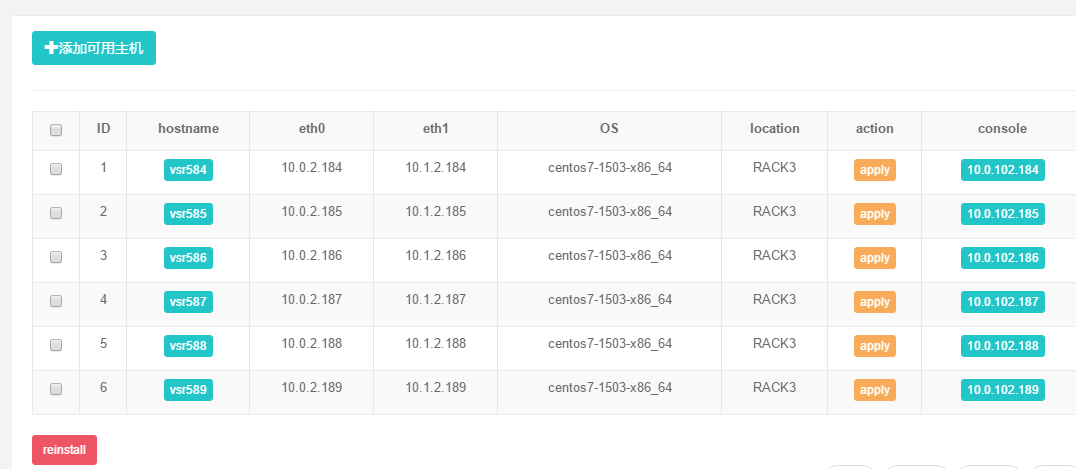 添加可用主机
ID hostname eth0 eth1 OS location action console
1 vsr584 10.0.2.184 10.1.2.184 centos7-1503-x86_64 RACK3 apply 10.0.102.184
2 vsr585 10.0.2.185 10.1.2.185 centos7-1503-x86_64 RACK3 apply 10.0.102.185
3 vsr586 10.0.2.186 10.1.2.186 centos7-1503-x86_64 RACK3 apply 10.0.102.186
4 vsr587 10.0.2.187 10.1.2.187 centos7-1503-x86_64 RACK3 apply 10.0.102.187
5 vsr588 10.0.2.188 10.1.2.188 centos7-1503-x86_64 RACK3 apply 10.0.102.188
6 vsr589 10.0.2.189 10.1.2.189 centos7-1503-x86_64 RACK3 apply 10.0.102.189
reinstall